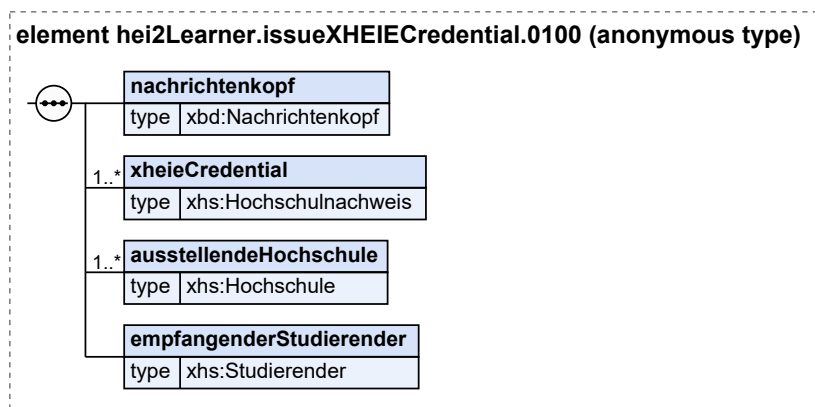 element hei2Learner.issueXHEIECredential.0100 (anonymous type)
nachrichtenkopf
type xbd:Nachrichtenkopf
1..* xheieCredential
type xhs:Hochschulnachweis
1..* ausstellendeHochschule
type xhs:Hochschule
empfangenderStudierender
type xhs:Studierender